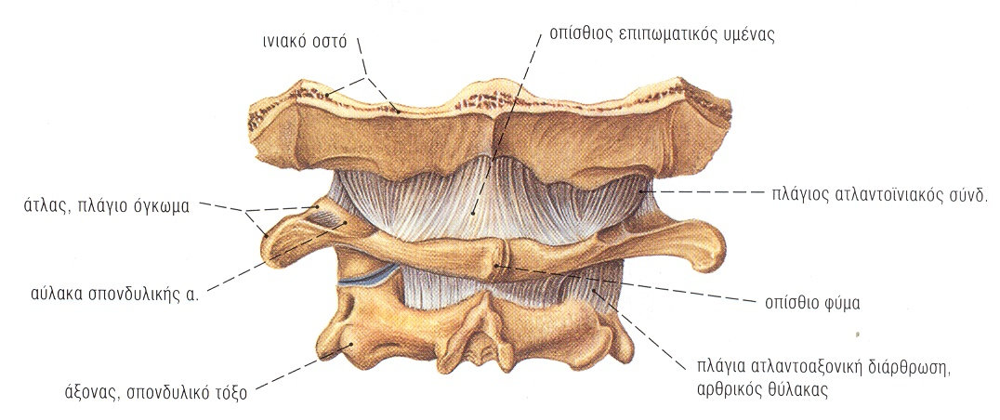 ινιακό οστό
οπίσθιος επιπωματικός υμένας
άτλας, πλάγιο όγκωμα
πλάγιος ατλαντοϊνιακός σύνδ.
αύλακα σπονδυλικής α.
οπίσθιο φύμα
άξονας, σπονδυλικό τόξο
πλάγια ατλαντοαξονική διάρθρωση,
αρθρικός θύλακας